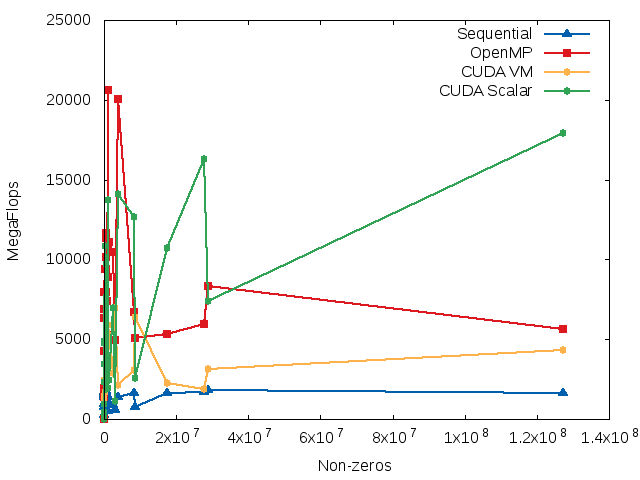 25000
20000
15000
10000
5000
0
MegaFlops
Sequential
OpenMP
CUDA VM
CUDA Scalar
0 2x10^7 4x10^7 6x10^7 8x10^7 1x10^8 1.2x10^8 1.4x10^8
Non-zeros